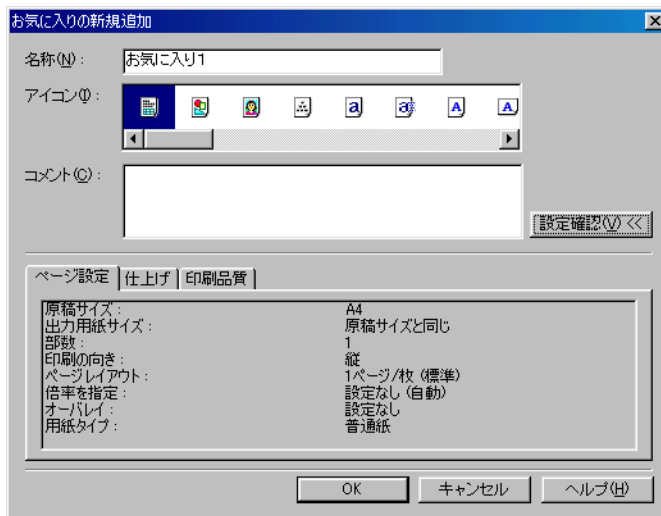 お気に入りの新規追加
名称(N)： お気に入り1
アイコン(I)：
a a A A
コメント(C)：
設定確認(V) <<
ページ設定 仕上げ 印刷品質
原稿サイズ： A4
出力用紙サイズ： 原稿サイズと同じ
部数： 1
印刷の向き： 縦
ページレイアウト： 1ページ/枚 (標準)
倍率を指定： 設定なし (自動)
オーバレイ： 設定なし
用紙タイプ： 普通紙
OK キャンセル ヘルプ(H)